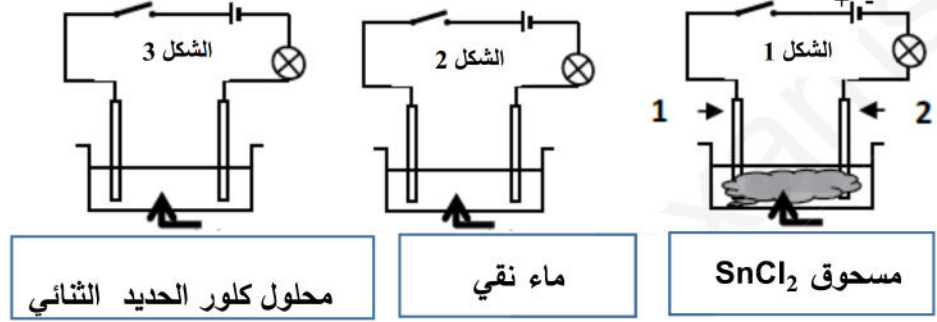 + -
الشكل 1
الشكل 2
الشكل 3
1
2
مسحوق SnCl₂
ماء نقي
محلول كلور الحديد الثنائي